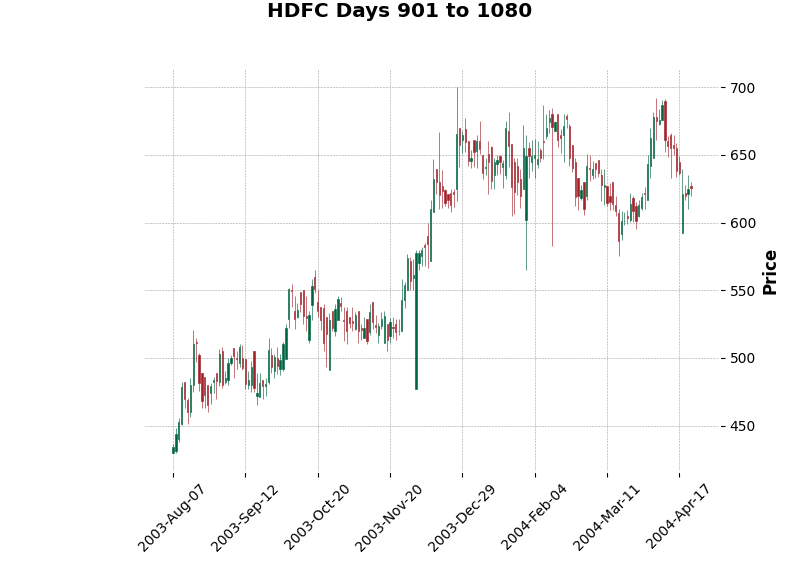 HDFC Days 901 to 1080
700
650
600
550
500
450
Price
2003-Aug-07
2003-Sep-12
2003-Oct-20
2003-Nov-20
2003-Dec-29
2004-Feb-04
2004-Mar-11
2004-Apr-17